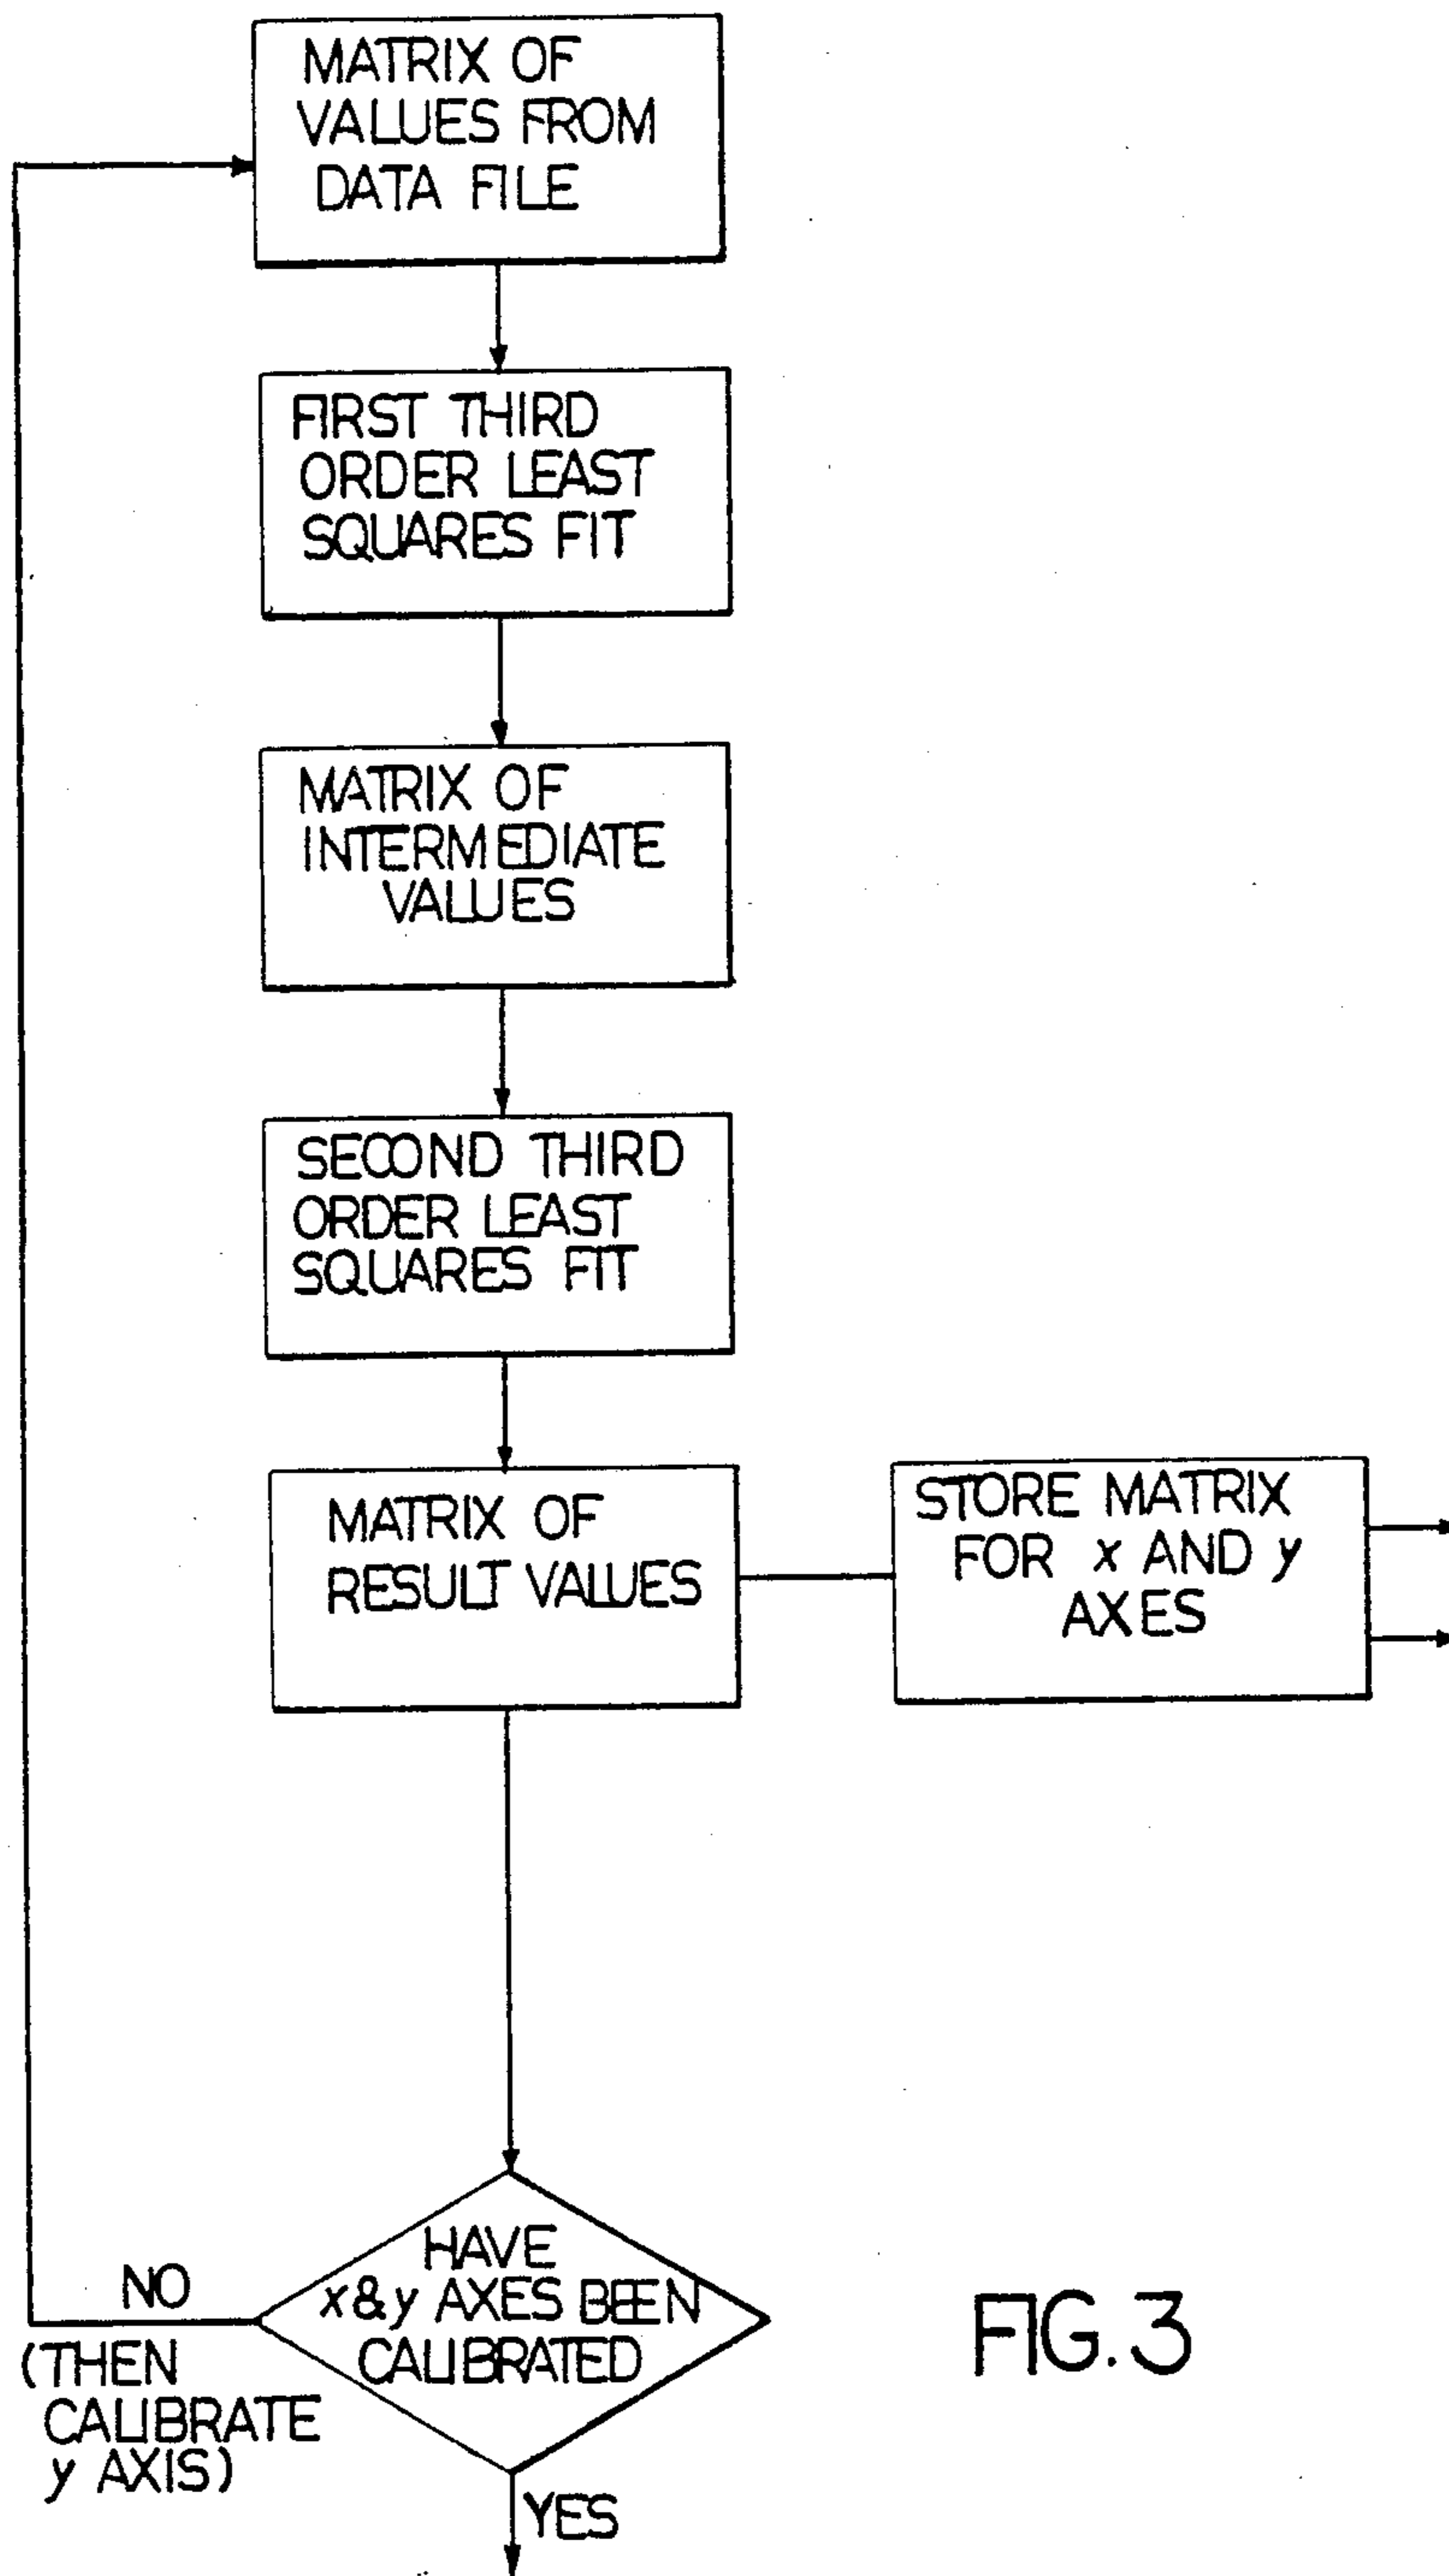 MATRIX OF
VALUES FROM
DATA FILE
FIRST THIRD
ORDER LEAST
SQUARES FIT
MATRIX OF
INTERMEDIATE
VALUES
SECOND THIRD
ORDER LEAST
SQUARES FIT
MATRIX OF
RESULT VALUES
STORE MATRIX
FOR x AND y
AXES
HAVE
x & y AXES BEEN
CALIBRATED
NO
(THEN
CALIBRATE
y AXIS)
YES
FIG. 3